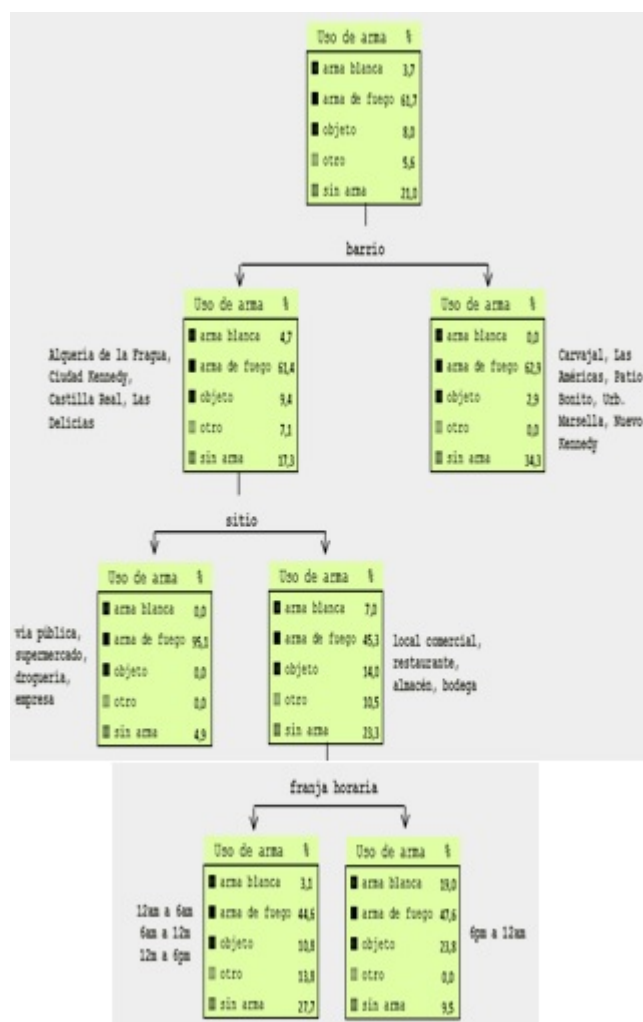 Uso de arma %
arma blanca 3,7
arma de fuego 61,7
objeto 8,0
otro 5,6
sin arma 21,0
barrio
Alqueria de la Fragua,
Ciudad Kennedy,
Castilla Real, Las
Delicias
Uso de arma %
arma blanca 4,7
arma de fuego 61,4
objeto 9,4
otro 7,1
sin arma 17,3
Uso de arma %
arma blanca 0,0
arma de fuego 62,9
objeto 2,9
otro 0,0
sin arma 34,3
Carvajal, Las
Américas, Patio
Bonito, Urb.
Marsella, Nuevo
Kennedy
sitio
via pública,
supermercado,
drogueria,
empresa
Uso de arma %
arma blanca 0,0
arma de fuego 95,1
objeto 0,0
otro 0,0
sin arma 4,9
Uso de arma %
arma blanca 7,0
arma de fuego 45,3
objeto 14,0
otro 10,5
sin arma 23,3
local comercial,
restaurante,
almacén, bodega
franja horaria
12am a 6am
6am a 12m
12m a 6pm
Uso de arma %
arma blanca 3,1
arma de fuego 44,6
objeto 10,8
otro 13,8
sin arma 27,7
Uso de arma %
arma blanca 19,0
arma de fuego 47,6
objeto 23,8
otro 0,0
sin arma 9,5
6pm a 12am